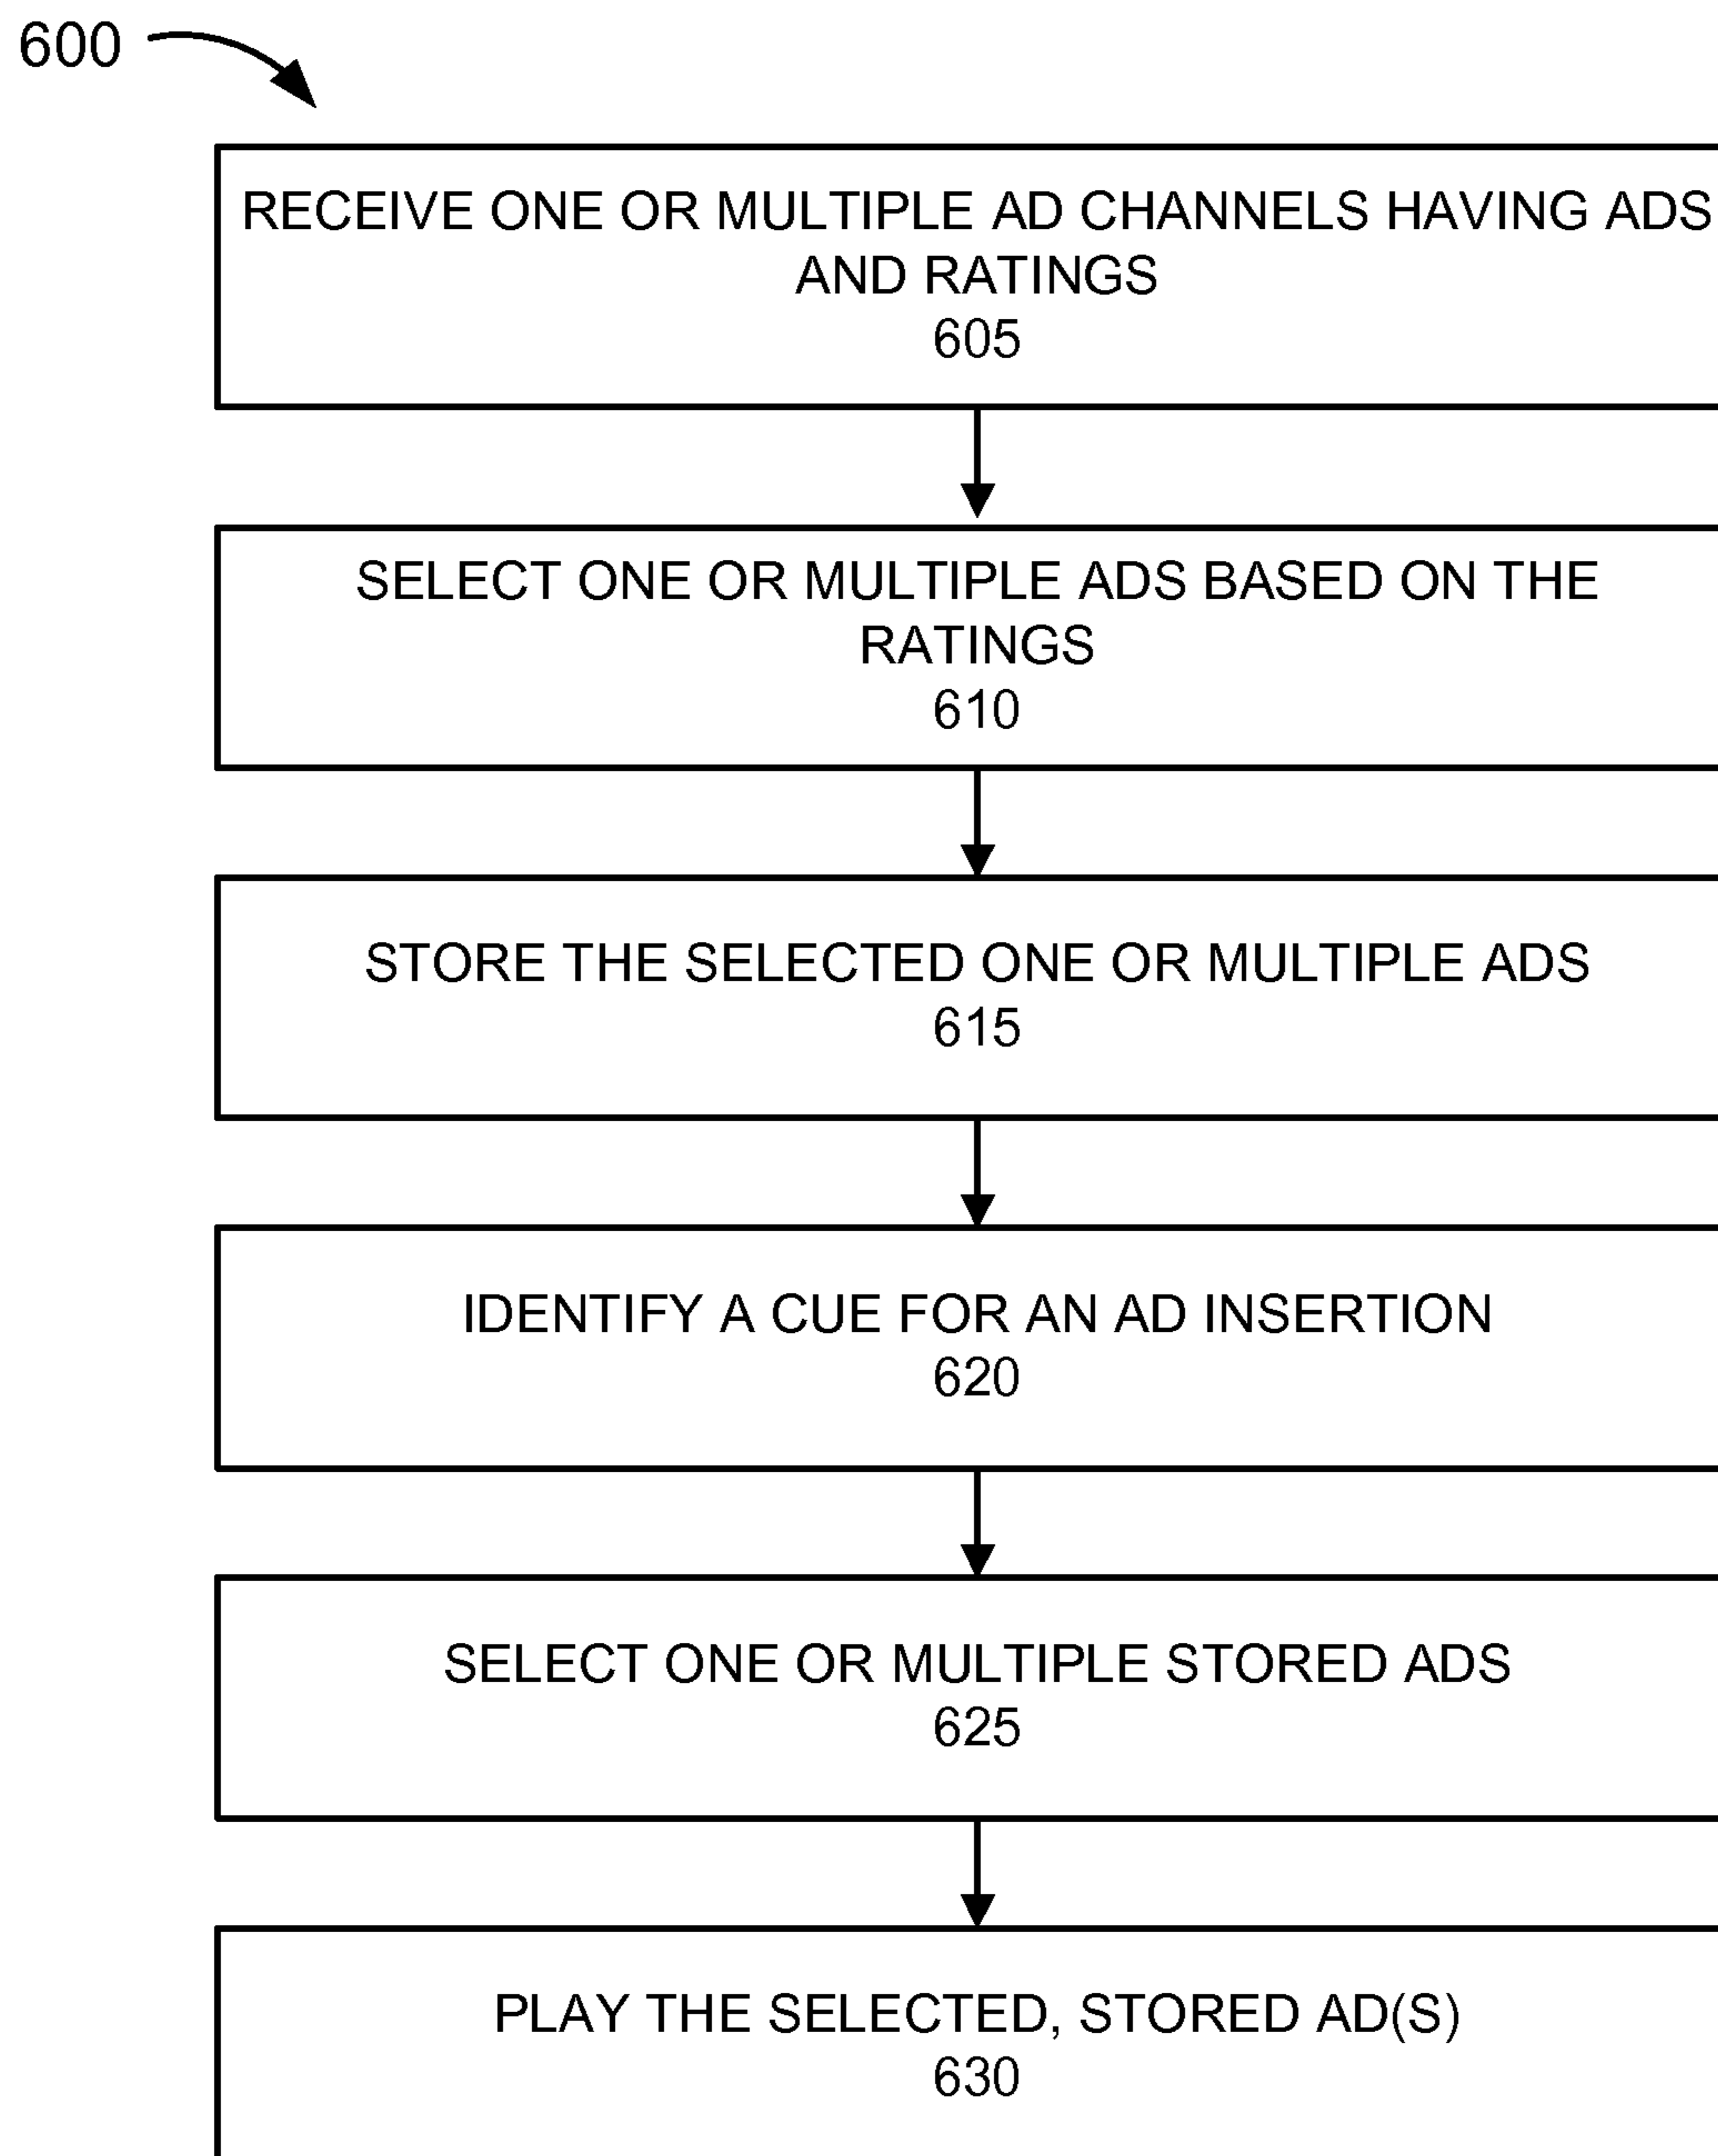 600
RECEIVE ONE OR MULTIPLE AD CHANNELS HAVING ADS
AND RATINGS
605
SELECT ONE OR MULTIPLE ADS BASED ON THE
RATINGS
610
STORE THE SELECTED ONE OR MULTIPLE ADS
615
IDENTIFY A CUE FOR AN AD INSERTION
620
SELECT ONE OR MULTIPLE STORED ADS
625
PLAY THE SELECTED, STORED AD(S)
630